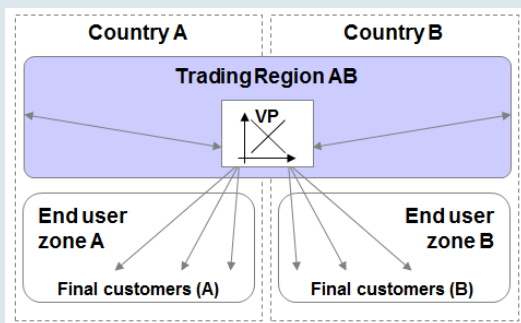 Country A
Country B
Trading Region AB
VP
End user
zone A
End user
zone B
Final customers (A)
Final customers (B)